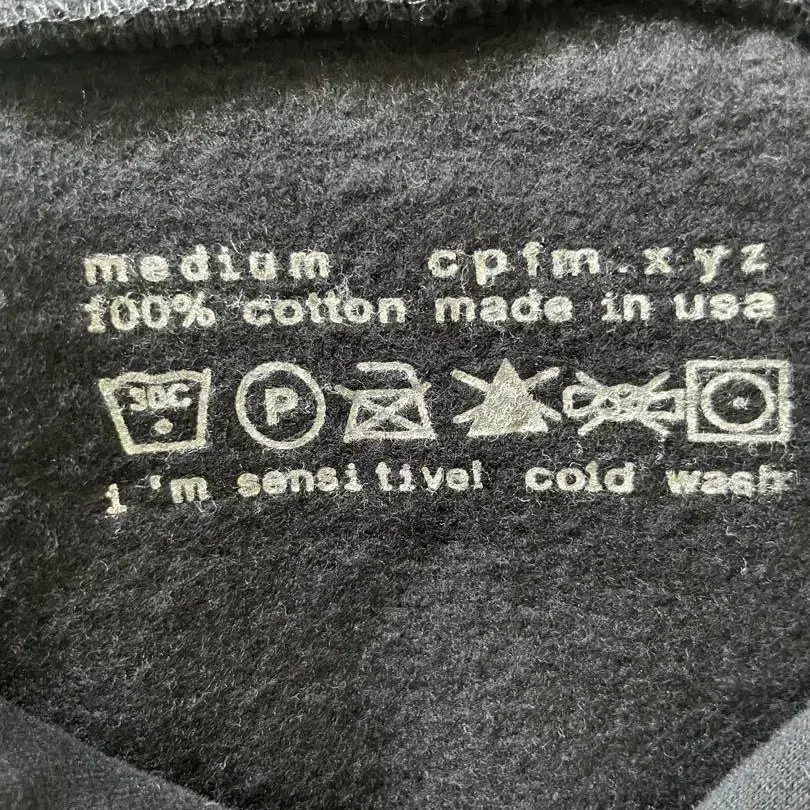 medium cpfm.xyz
100% cotton made in usa
30C P
i'm sensitive! cold wash